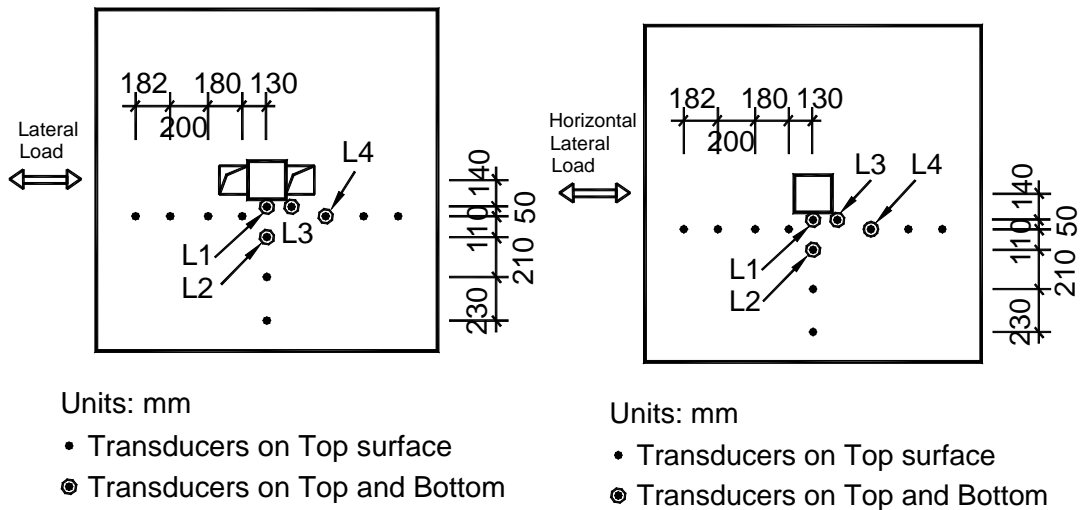 182 180 130
200
Lateral
Load
L4
L3
L1
L2
140
50
110
210
230
Units: mm
• Transducers on Top surface
Transducers on Top and Bottom
182 180 130
200
Horizontal
Lateral
Load
L3
L4
L1
L2
140
50
110
210
230
Units: mm
• Transducers on Top surface
Transducers on Top and Bottom